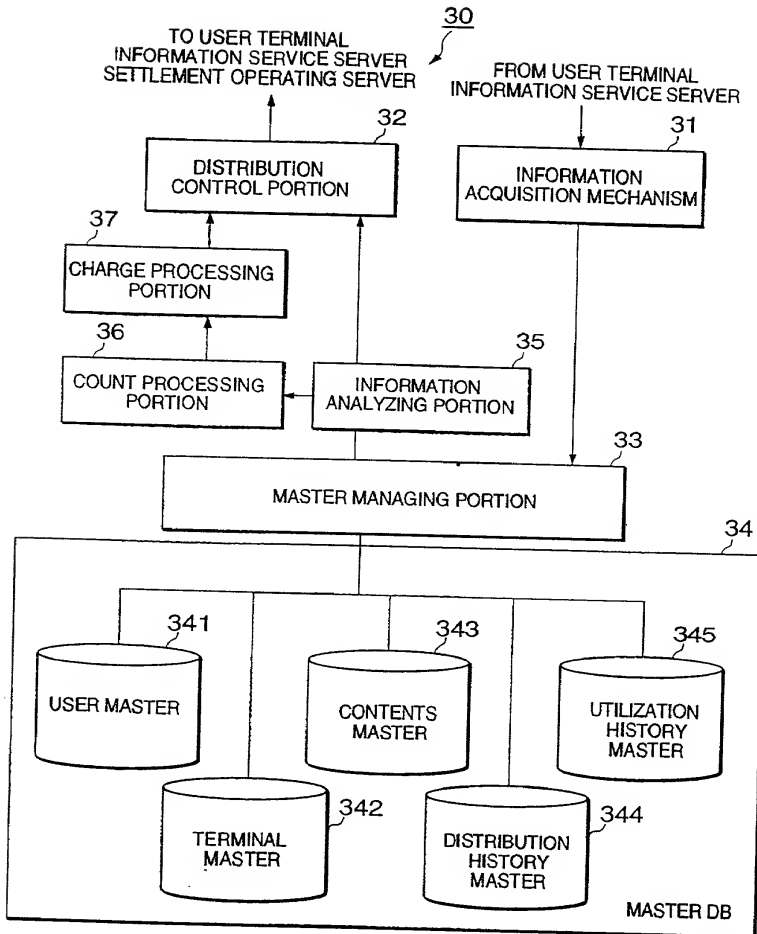 30
TO USER TERMINAL
INFORMATION SERVICE SERVER
SETTLEMENT OPERATING SERVER
FROM USER TERMINAL
INFORMATION SERVICE SERVER
32
31
DISTRIBUTION
CONTROL PORTION
INFORMATION
ACQUISITION MECHANISM
37
CHARGE PROCESSING
PORTION
36
35
COUNT PROCESSING
PORTION
INFORMATION
ANALYZING PORTION
33
MASTER MANAGING PORTION
34
341
343
345
USER MASTER
CONTENTS
MASTER
UTILIZATION
HISTORY
MASTER
342
344
TERMINAL
MASTER
DISTRIBUTION
HISTORY
MASTER
MASTER DB